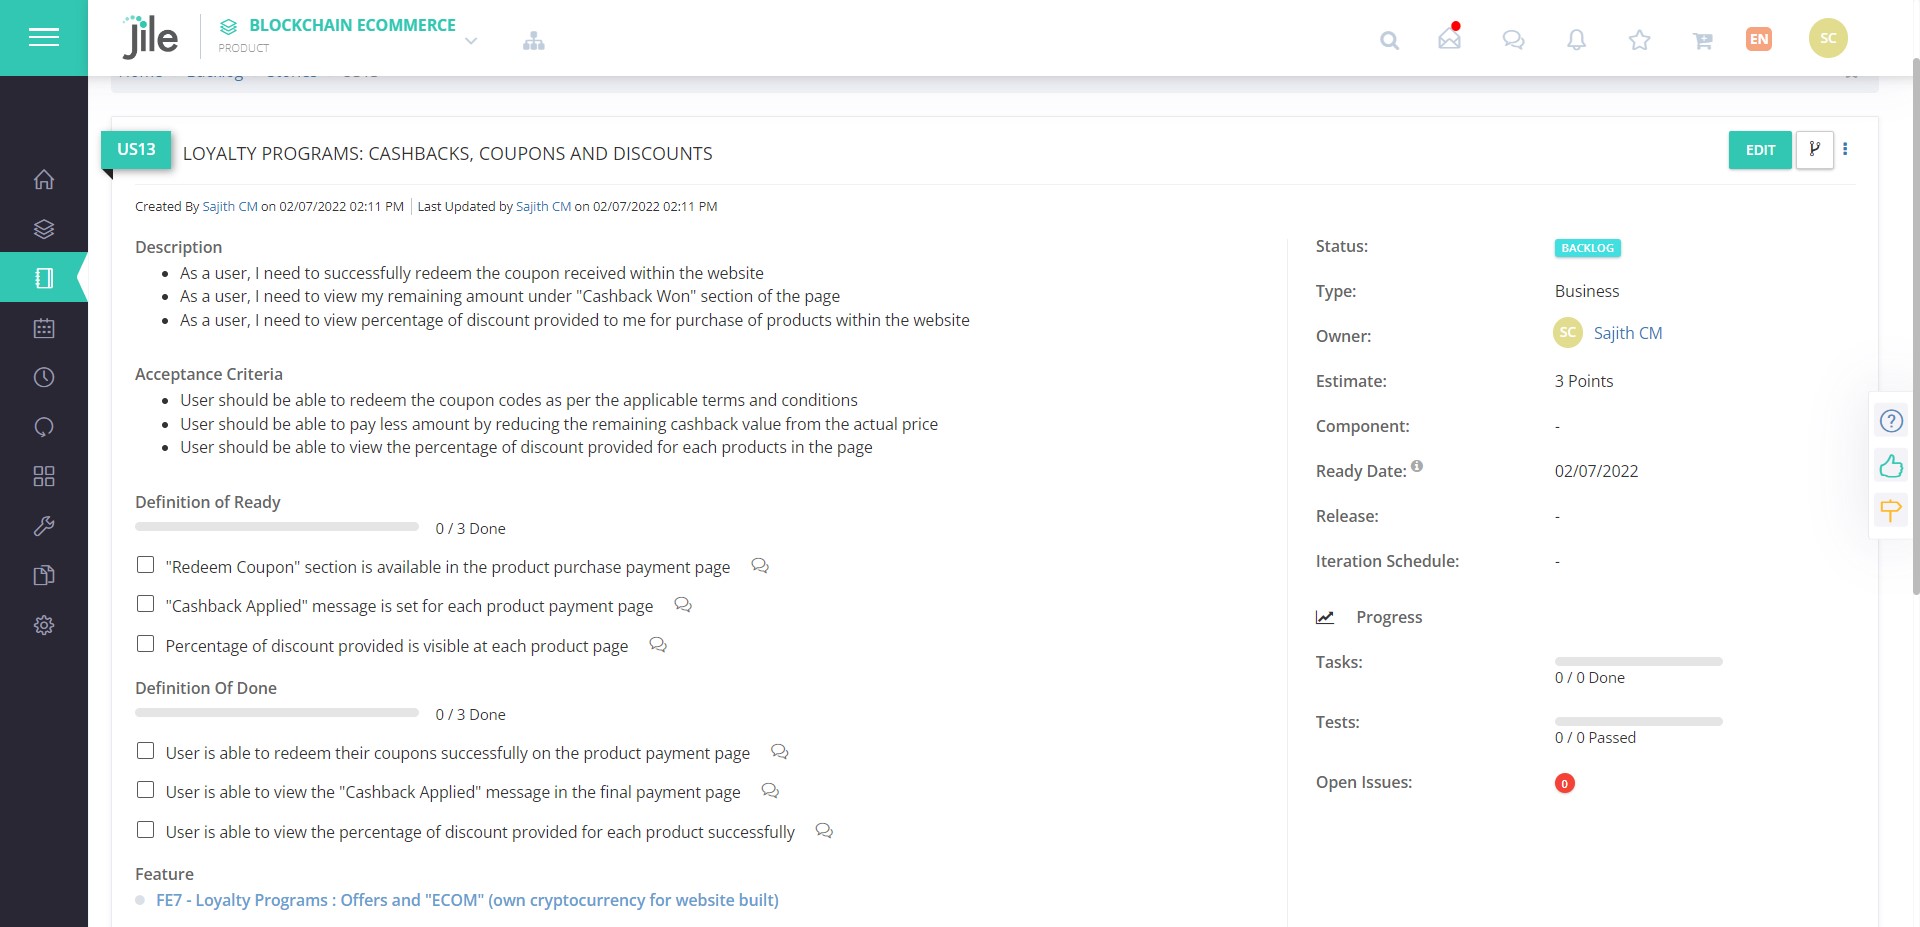 jile
BLOCKCHAIN ECOMMERCE
PRODUCT
EN
SC
US13
LOYALTY PROGRAMS: CASHBACKS, COUPONS AND DISCOUNTS
EDIT
Created By Sajith CM on 02/07/2022 02:11 PM | Last Updated by Sajith CM on 02/07/2022 02:11 PM
Description
• As a user, I need to successfully redeem the coupon received within the website
• As a user, I need to view my remaining amount under "Cashback Won" section of the page
• As a user, I need to view percentage of discount provided to me for purchase of products within the website
Acceptance Criteria
• User should be able to redeem the coupon codes as per the applicable terms and conditions
• User should be able to pay less amount by reducing the remaining cashback value from the actual price
• User should be able to view the percentage of discount provided for each products in the page
Definition of Ready
0 / 3 Done
"Redeem Coupon" section is available in the product purchase payment page
"Cashback Applied" message is set for each product payment page
Percentage of discount provided is visible at each product page
Definition Of Done
0 / 3 Done
User is able to redeem their coupons successfully on the product payment page
User is able to view the "Cashback Applied" message in the final payment page
User is able to view the percentage of discount provided for each product successfully
Feature
FE7 - Loyalty Programs : Offers and "ECOM" (own cryptocurrency for website built)
Status: BACKLOG
Type: Business
Owner: SC Sajith CM
Estimate: 3 Points
Component: -
Ready Date: 02/07/2022
Release: -
Iteration Schedule: -
Progress
Tasks:
0 / 0 Done
Tests:
0 / 0 Passed
Open Issues: 0